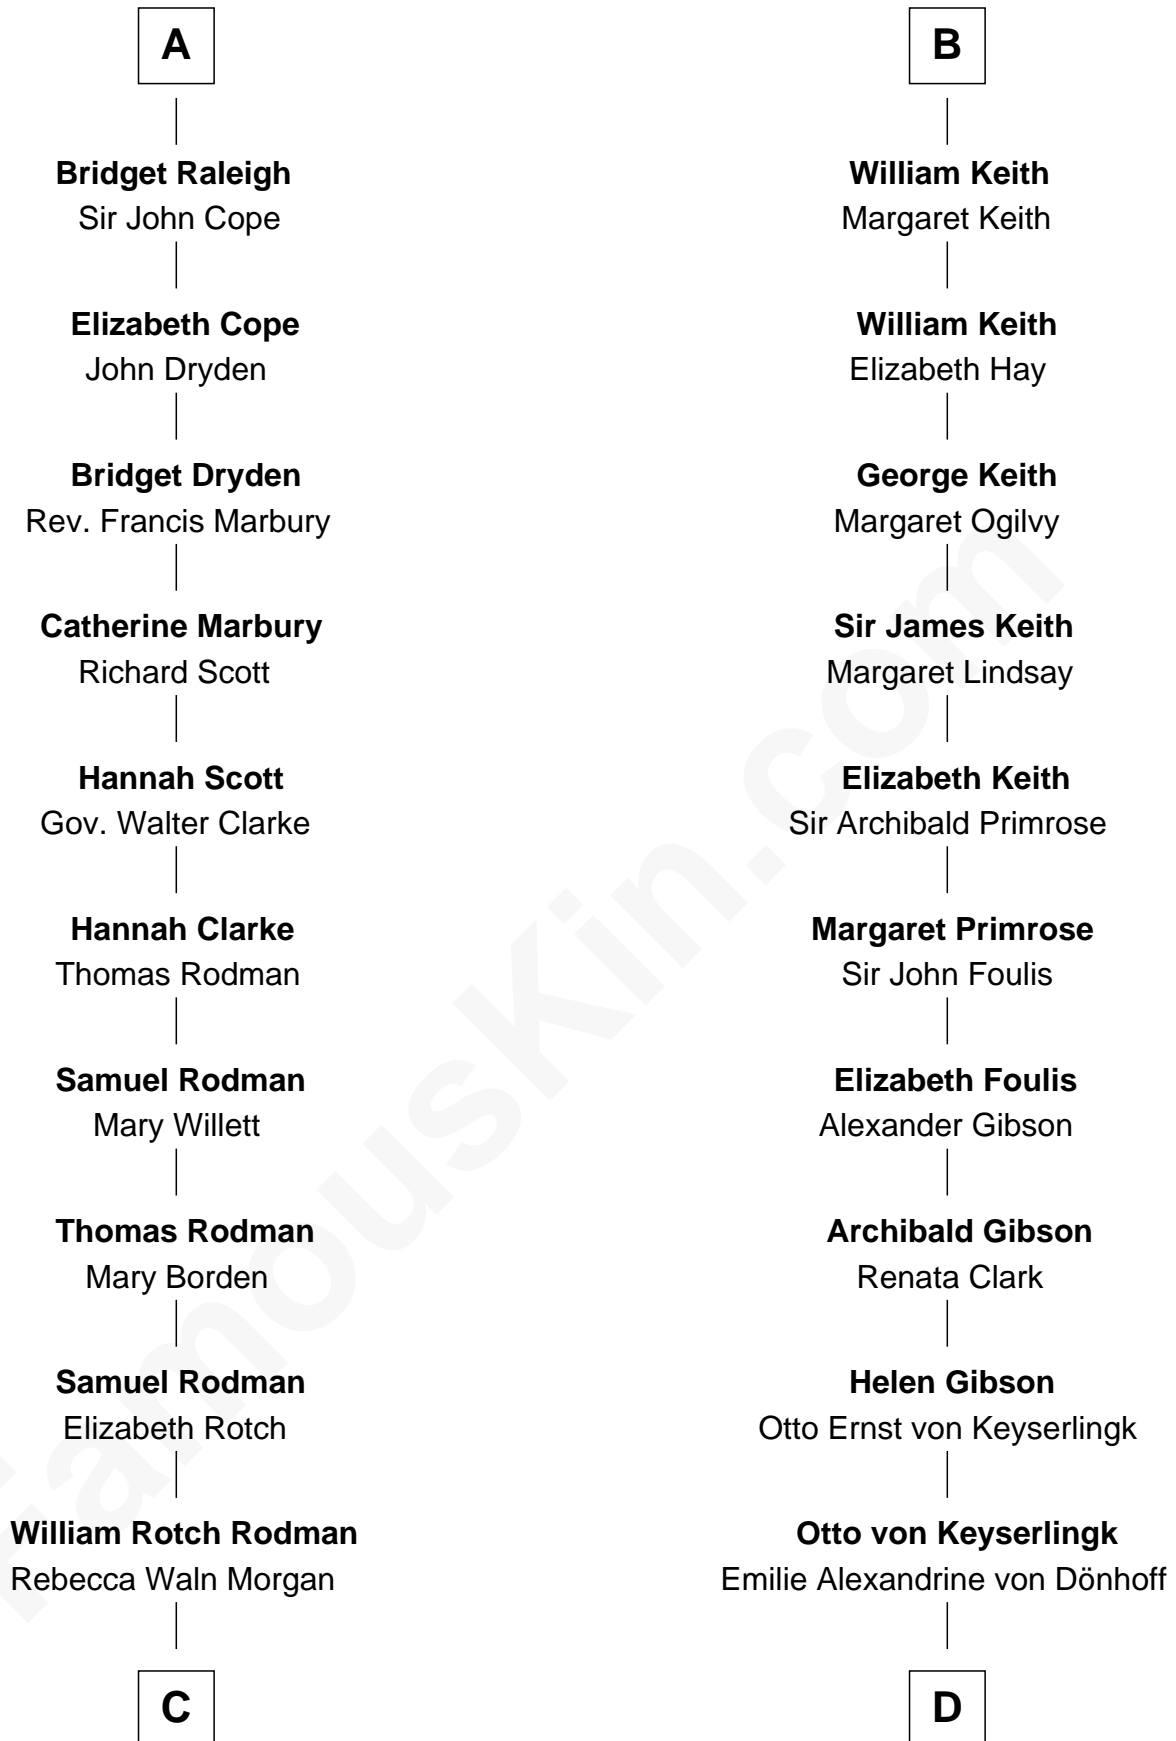 A
Bridget Raleigh
Sir John Cope
Elizabeth Cope
John Dryden
Bridget Dryden
Rev. Francis Marbury
Catherine Marbury
Richard Scott
Hannah Scott
Gov. Walter Clarke
Hannah Clarke
Thomas Rodman
Samuel Rodman
Mary Willett
Thomas Rodman
Mary Borden
Samuel Rodman
Elizabeth Rotch
William Rotch Rodman
Rebecca Waln Morgan
C
B
William Keith
Margaret Keith
William Keith
Elizabeth Hay
George Keith
Margaret Ogilvy
Sir James Keith
Margaret Lindsay
Elizabeth Keith
Sir Archibald Primrose
Margaret Primrose
Sir John Foulis
Elizabeth Foulis
Alexander Gibson
Archibald Gibson
Renata Clark
Helen Gibson
Otto Ernst von Keyserlingk
Otto von Keyserlingk
Emilie Alexandrine von Dönhoff
D
FamousKin.com